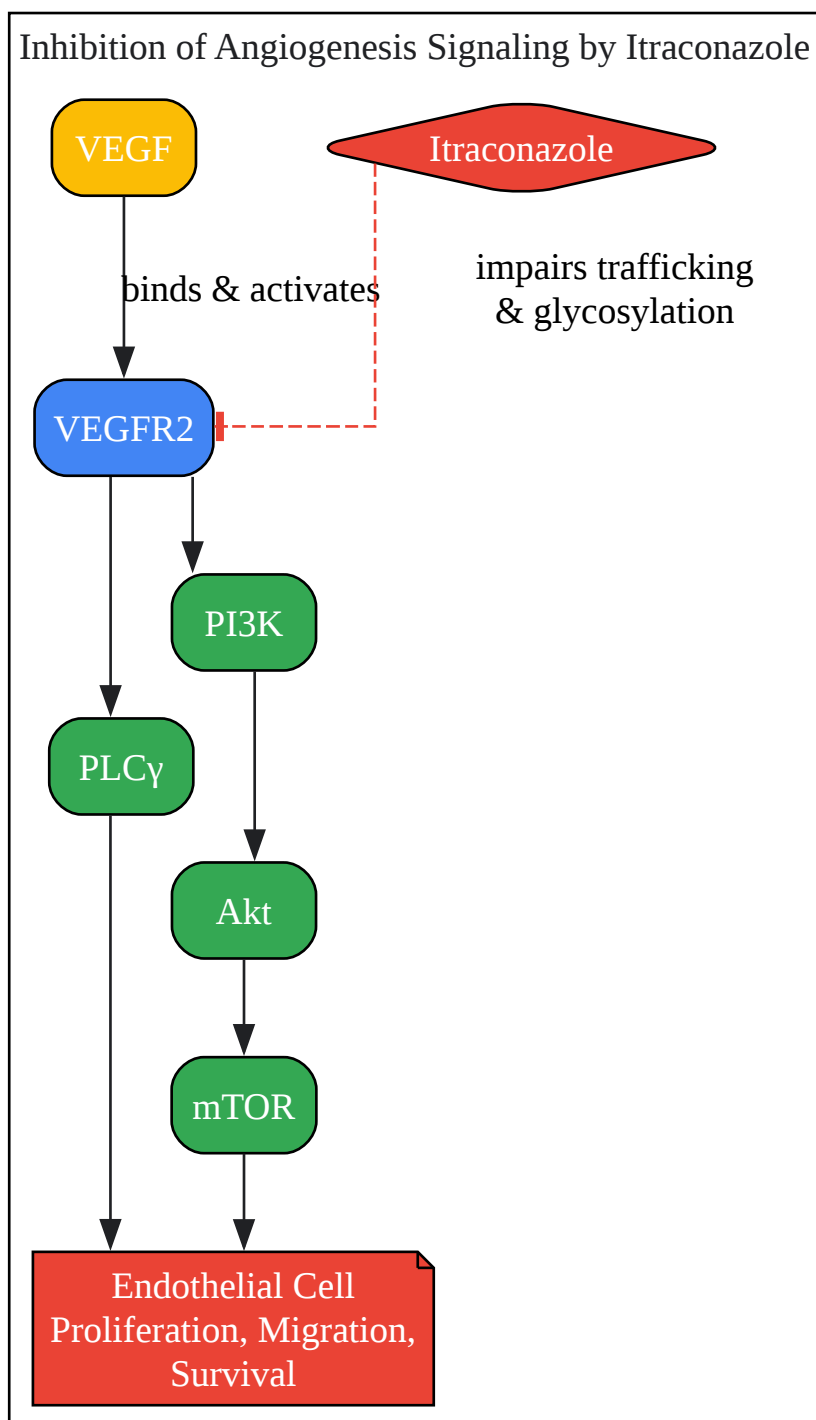 Inhibition of Angiogenesis Signaling by Itraconazole
VEGF
Itraconazole
binds & activates
impairs trafficking
& glycosylation
VEGFR2
PI3K
PLCγ
Akt
mTOR
Endothelial Cell
Proliferation, Migration,
Survival